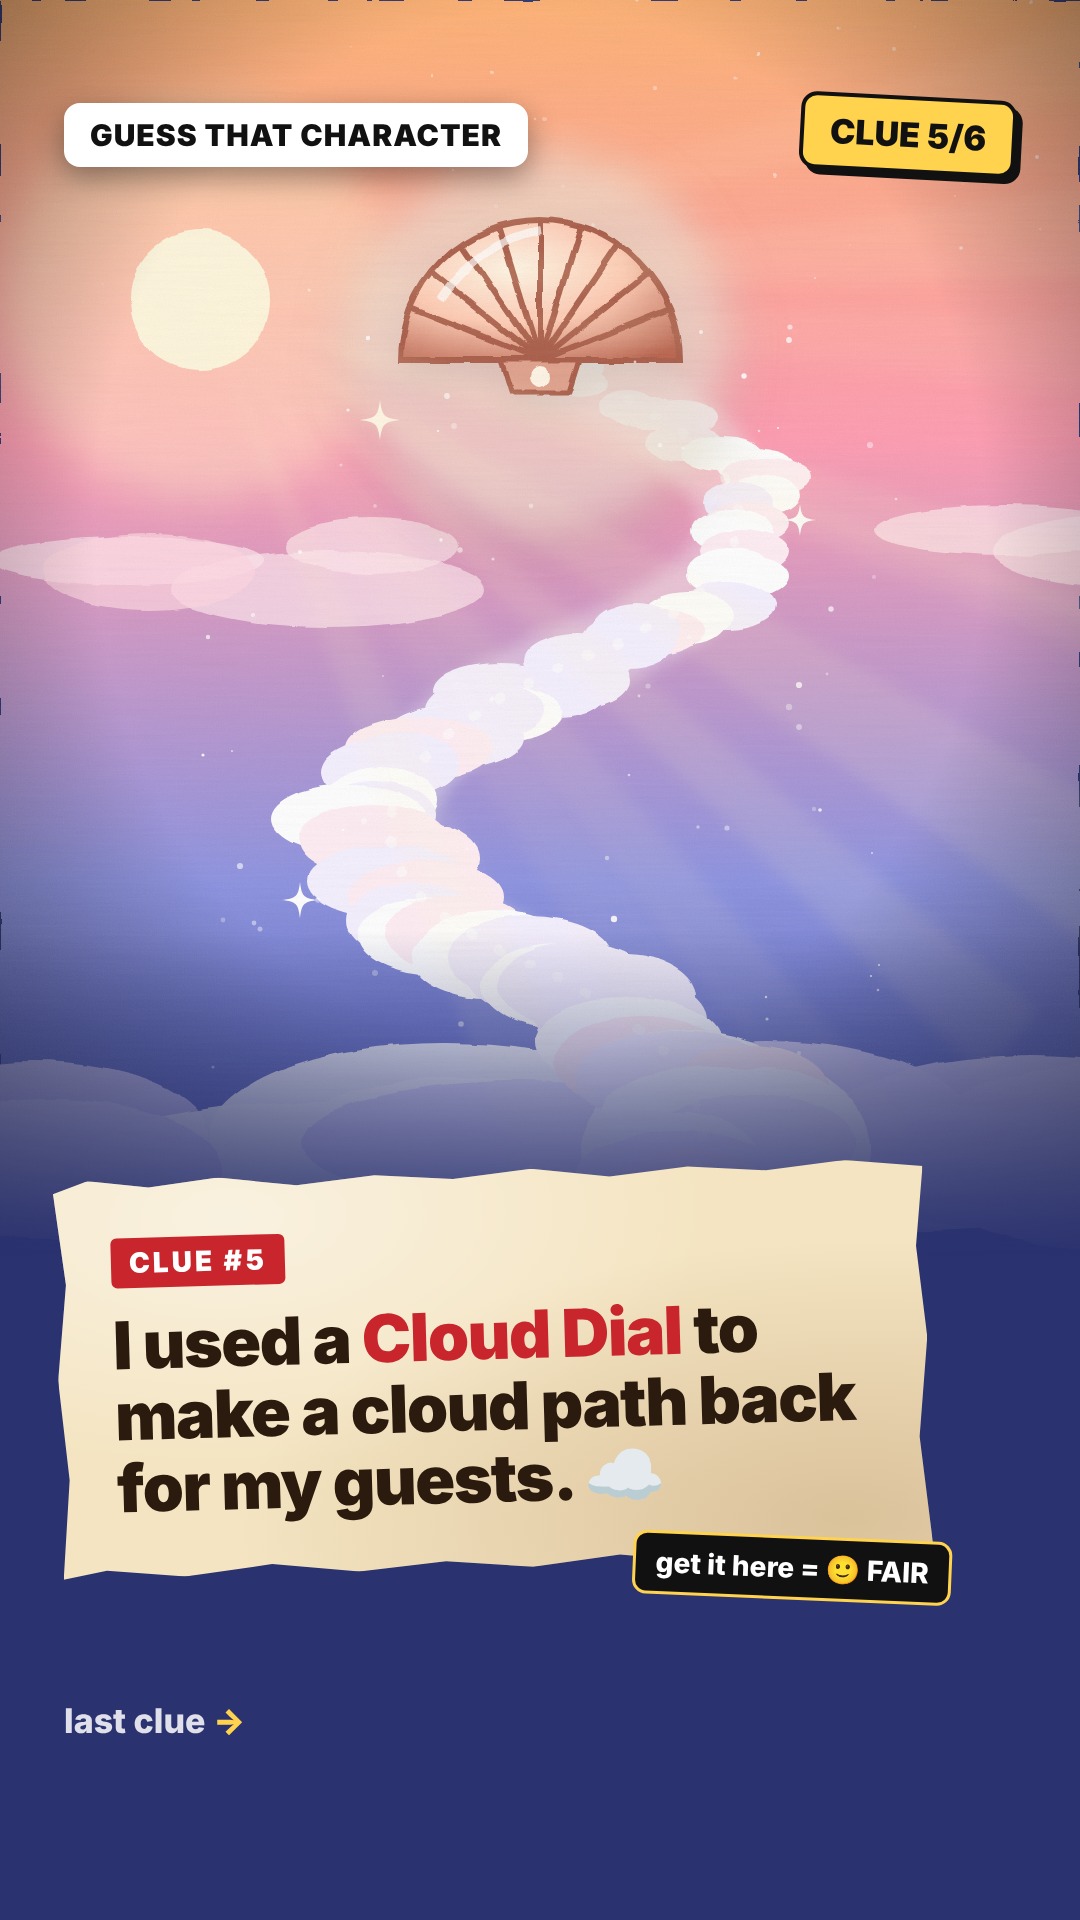 GUESS THAT CHARACTER
CLUE 5/6
CLUE #5
I used a Cloud Dial to
make a cloud path back
for my guests. ☁️
get it here = 🙂 FAIR
last clue →